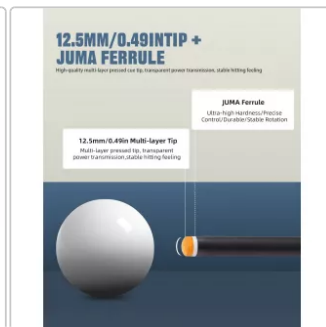 12.5MM/0.49INTIP +
JUMA FERRULE
High-quality multi-layer pressed cue tip, transparent power transmission, stable hitting feeling
JUMA Ferrule
Ultra-high Hardness/Precise
Control/Durable/Stable Rotation
12.5mm/0.49in Multi-layer Tip
Multi-layer pressed tip, transparent
power transmission,stable hitting feeling